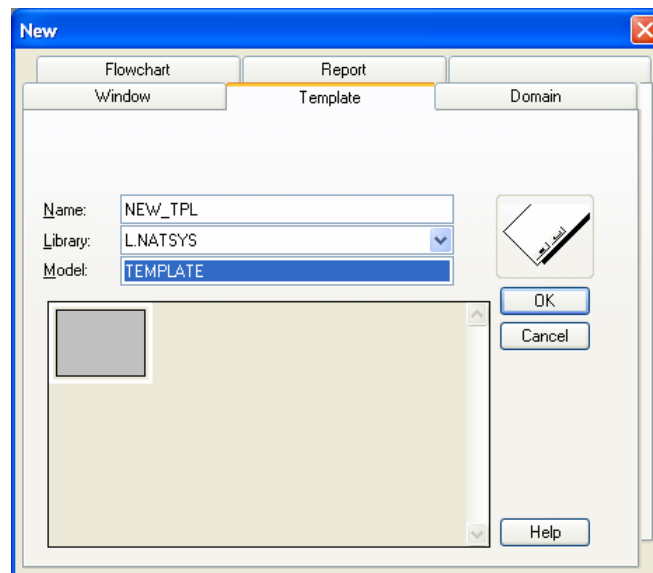 New
Flowchart Report
Window Template Domain
Name: NEW_TPL
Library: L.NATSYS
Model: TEMPLATE
OK
Cancel
Help